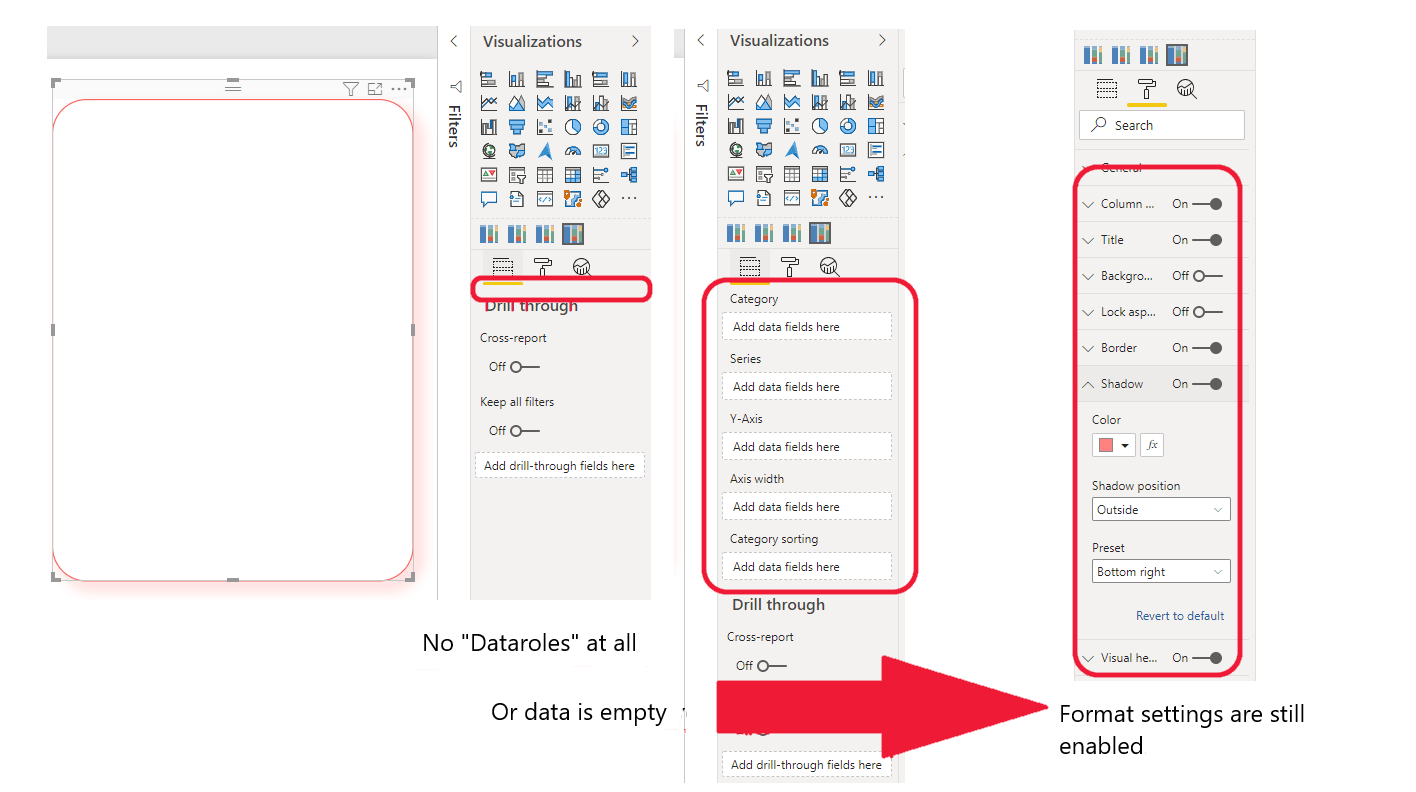 Visualizations
Filters
Drill through
Cross-report
Off
Keep all filters
Off
Add drill-through fields here
No "Dataroles" at all
Or data is empty
Visualizations
Filters
Category
Add data fields here
Series
Add data fields here
Y-Axis
Add data fields here
Axis width
Add data fields here
Category sorting
Add data fields here
Drill through
Cross-report
Off
Add drill-through fields here
Search
General
Column ... On
Title On
Backgro... Off
Lock asp... Off
Border On
Shadow On
Color
fx
Shadow position
Outside
Preset
Bottom right
Revert to default
Visual he... On
Format settings are still
enabled